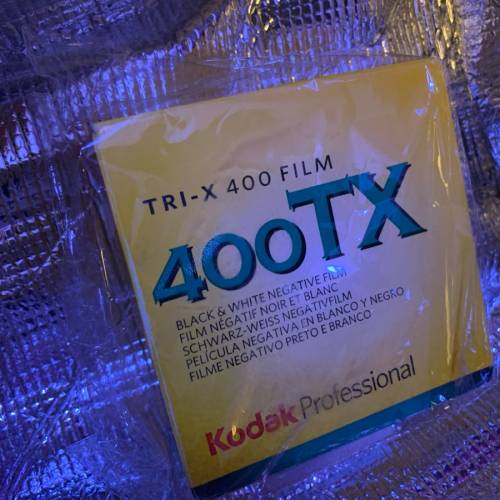 TRI-X 400 FILM
400TX
BLACK & WHITE NEGATIVE FILM
FILM NÉGATIF NOIR ET BLANC
SCHWARZ-WEISS NEGATIVFILM
PELÍCULA NEGATIVA EN BLANCO Y NEGRO
FILME NEGATIVO PRETO E BRANCO
Kodak Professional